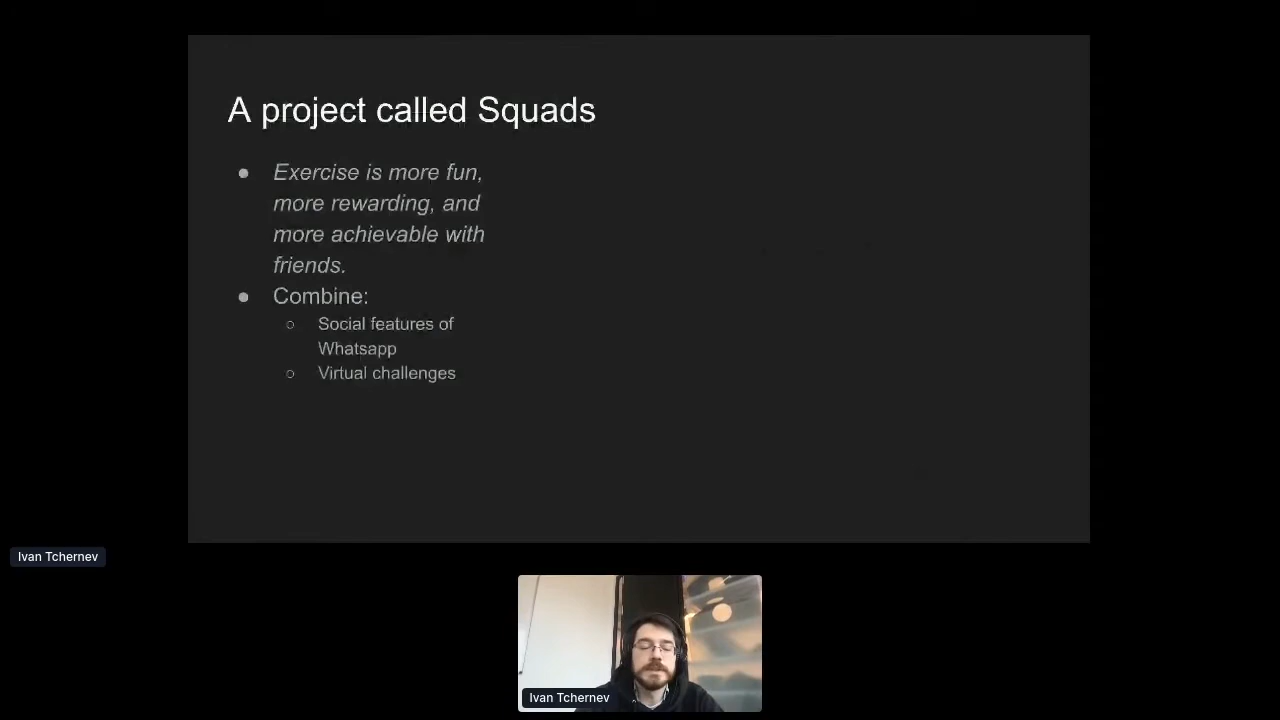 A project called Squads
● Exercise is more fun,
more rewarding, and
more achievable with
friends.
● Combine:
○ Social features of
Whatsapp
○ Virtual challenges
Ivan Tchernev
Ivan Tchernev